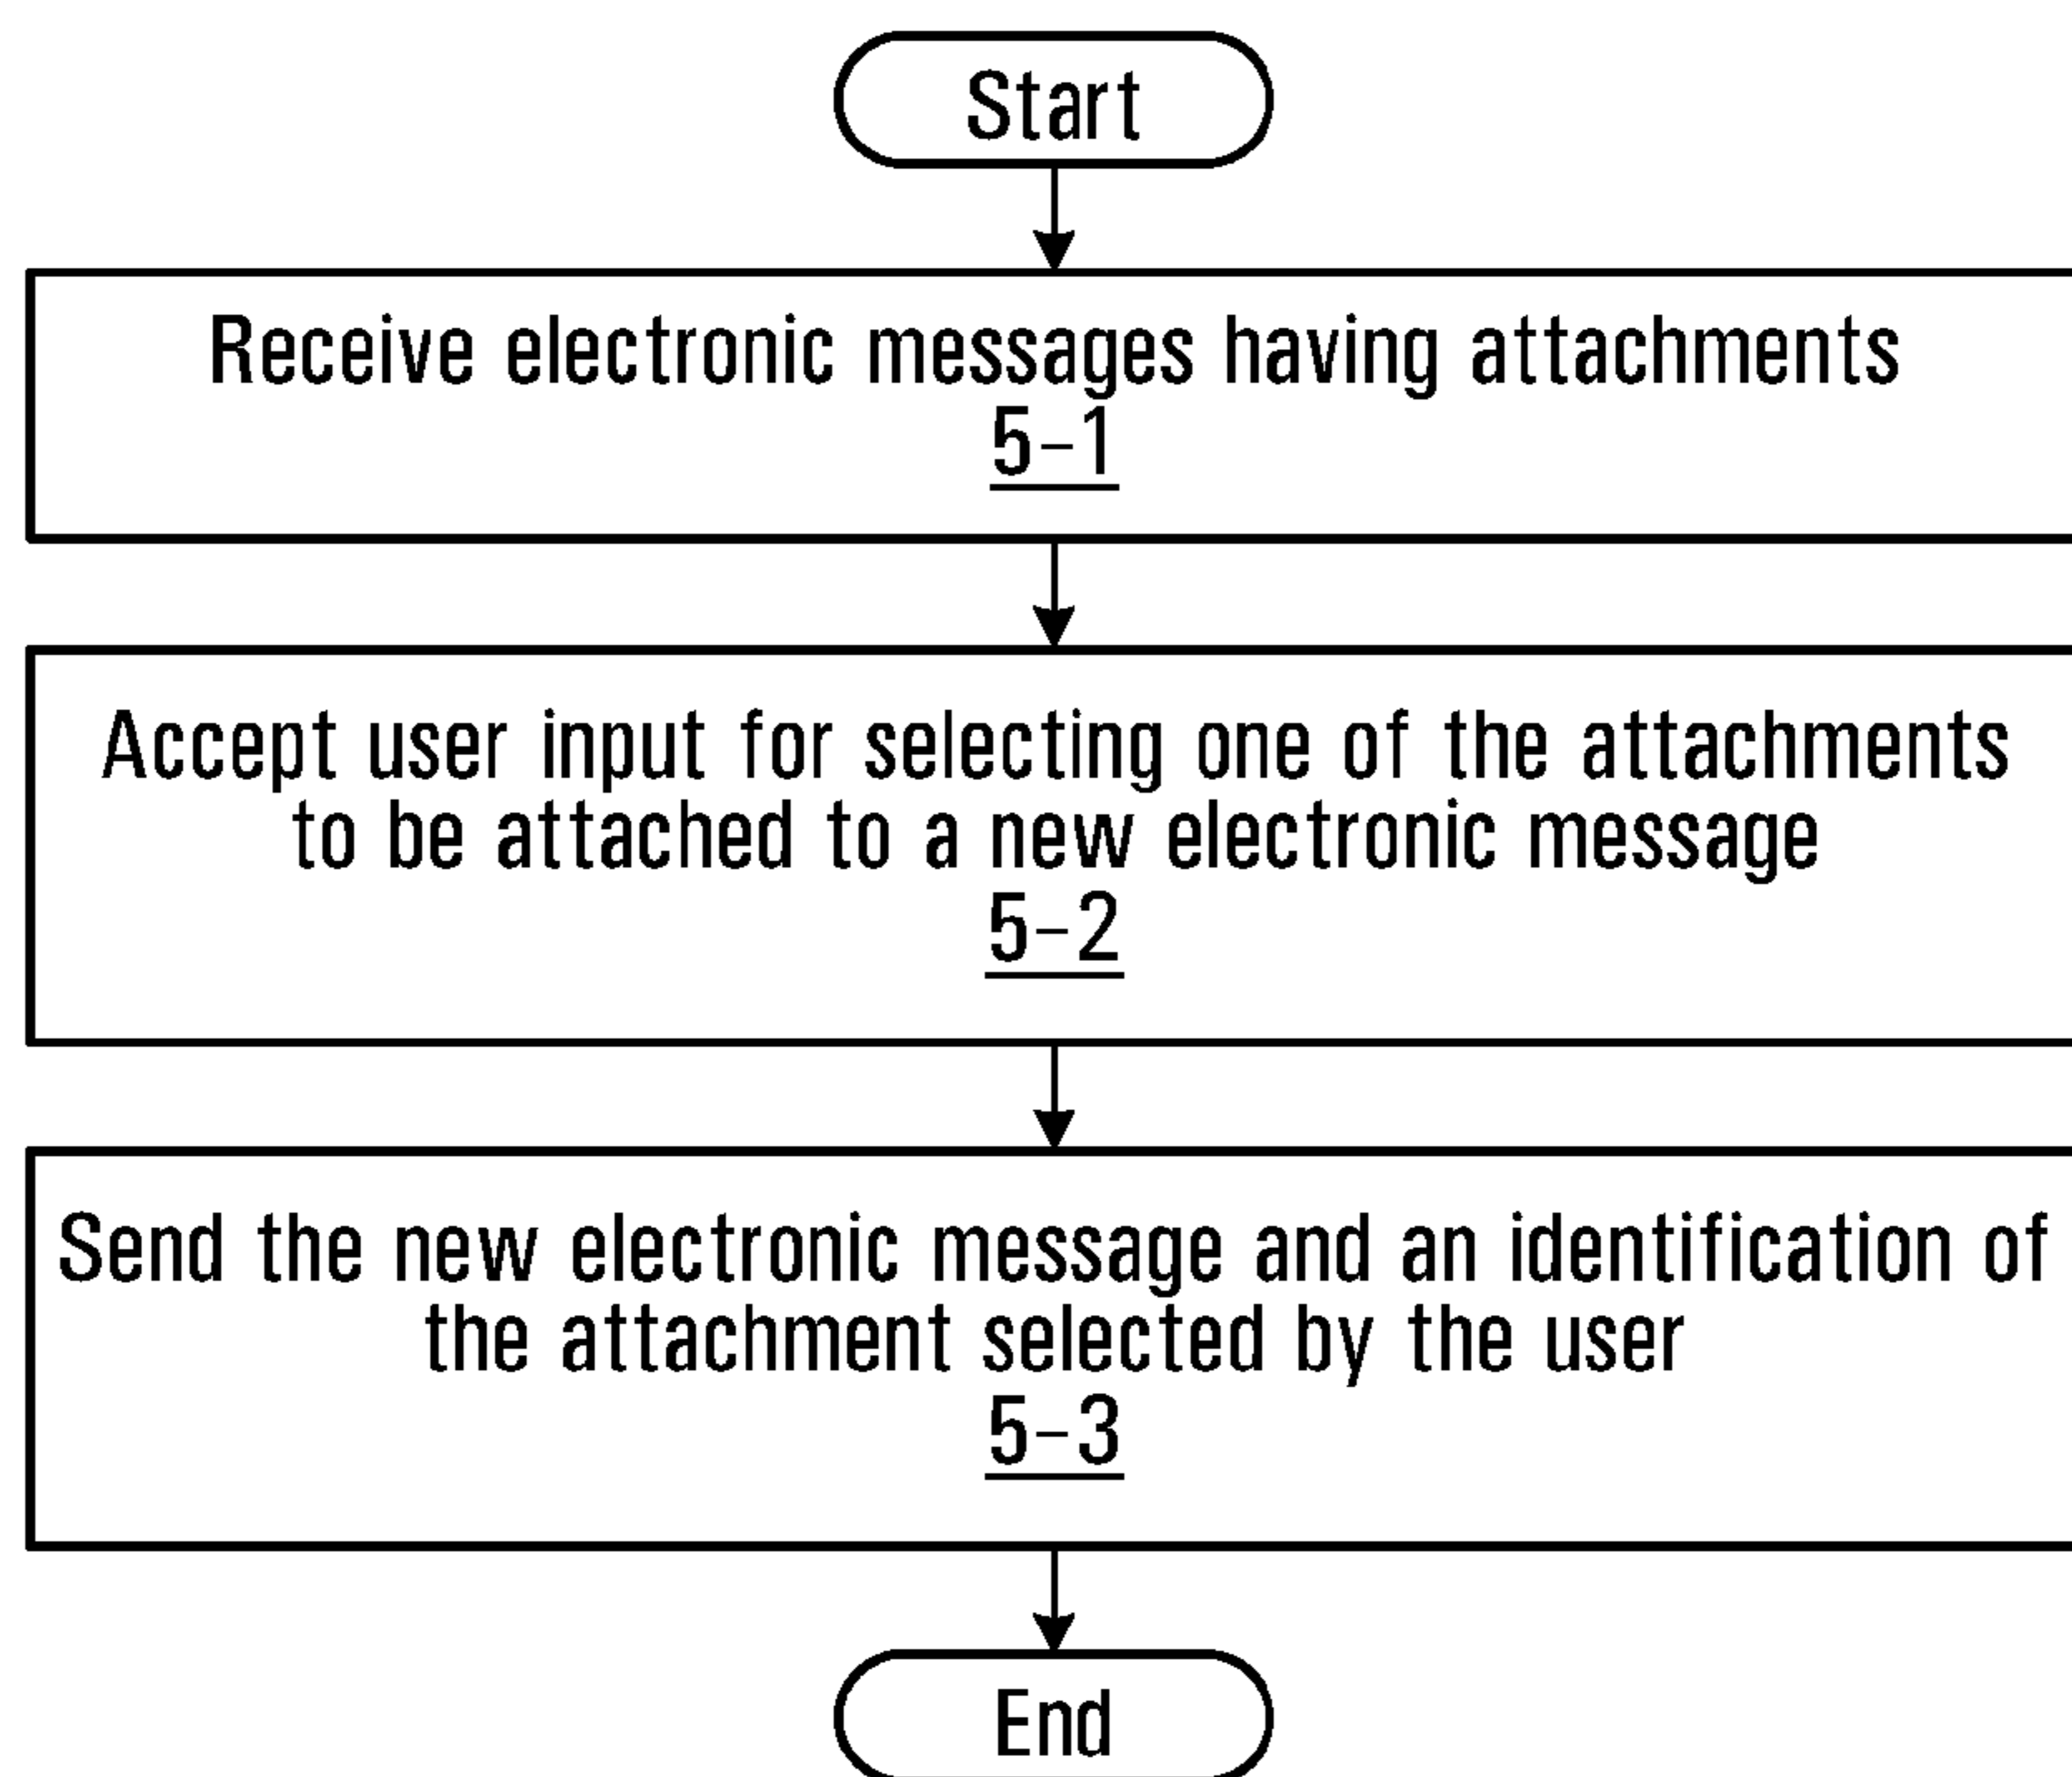 Start
Receive electronic messages having attachments
5-1
Accept user input for selecting one of the attachments
to be attached to a new electronic message
5-2
Send the new electronic message and an identification of
the attachment selected by the user
5-3
End